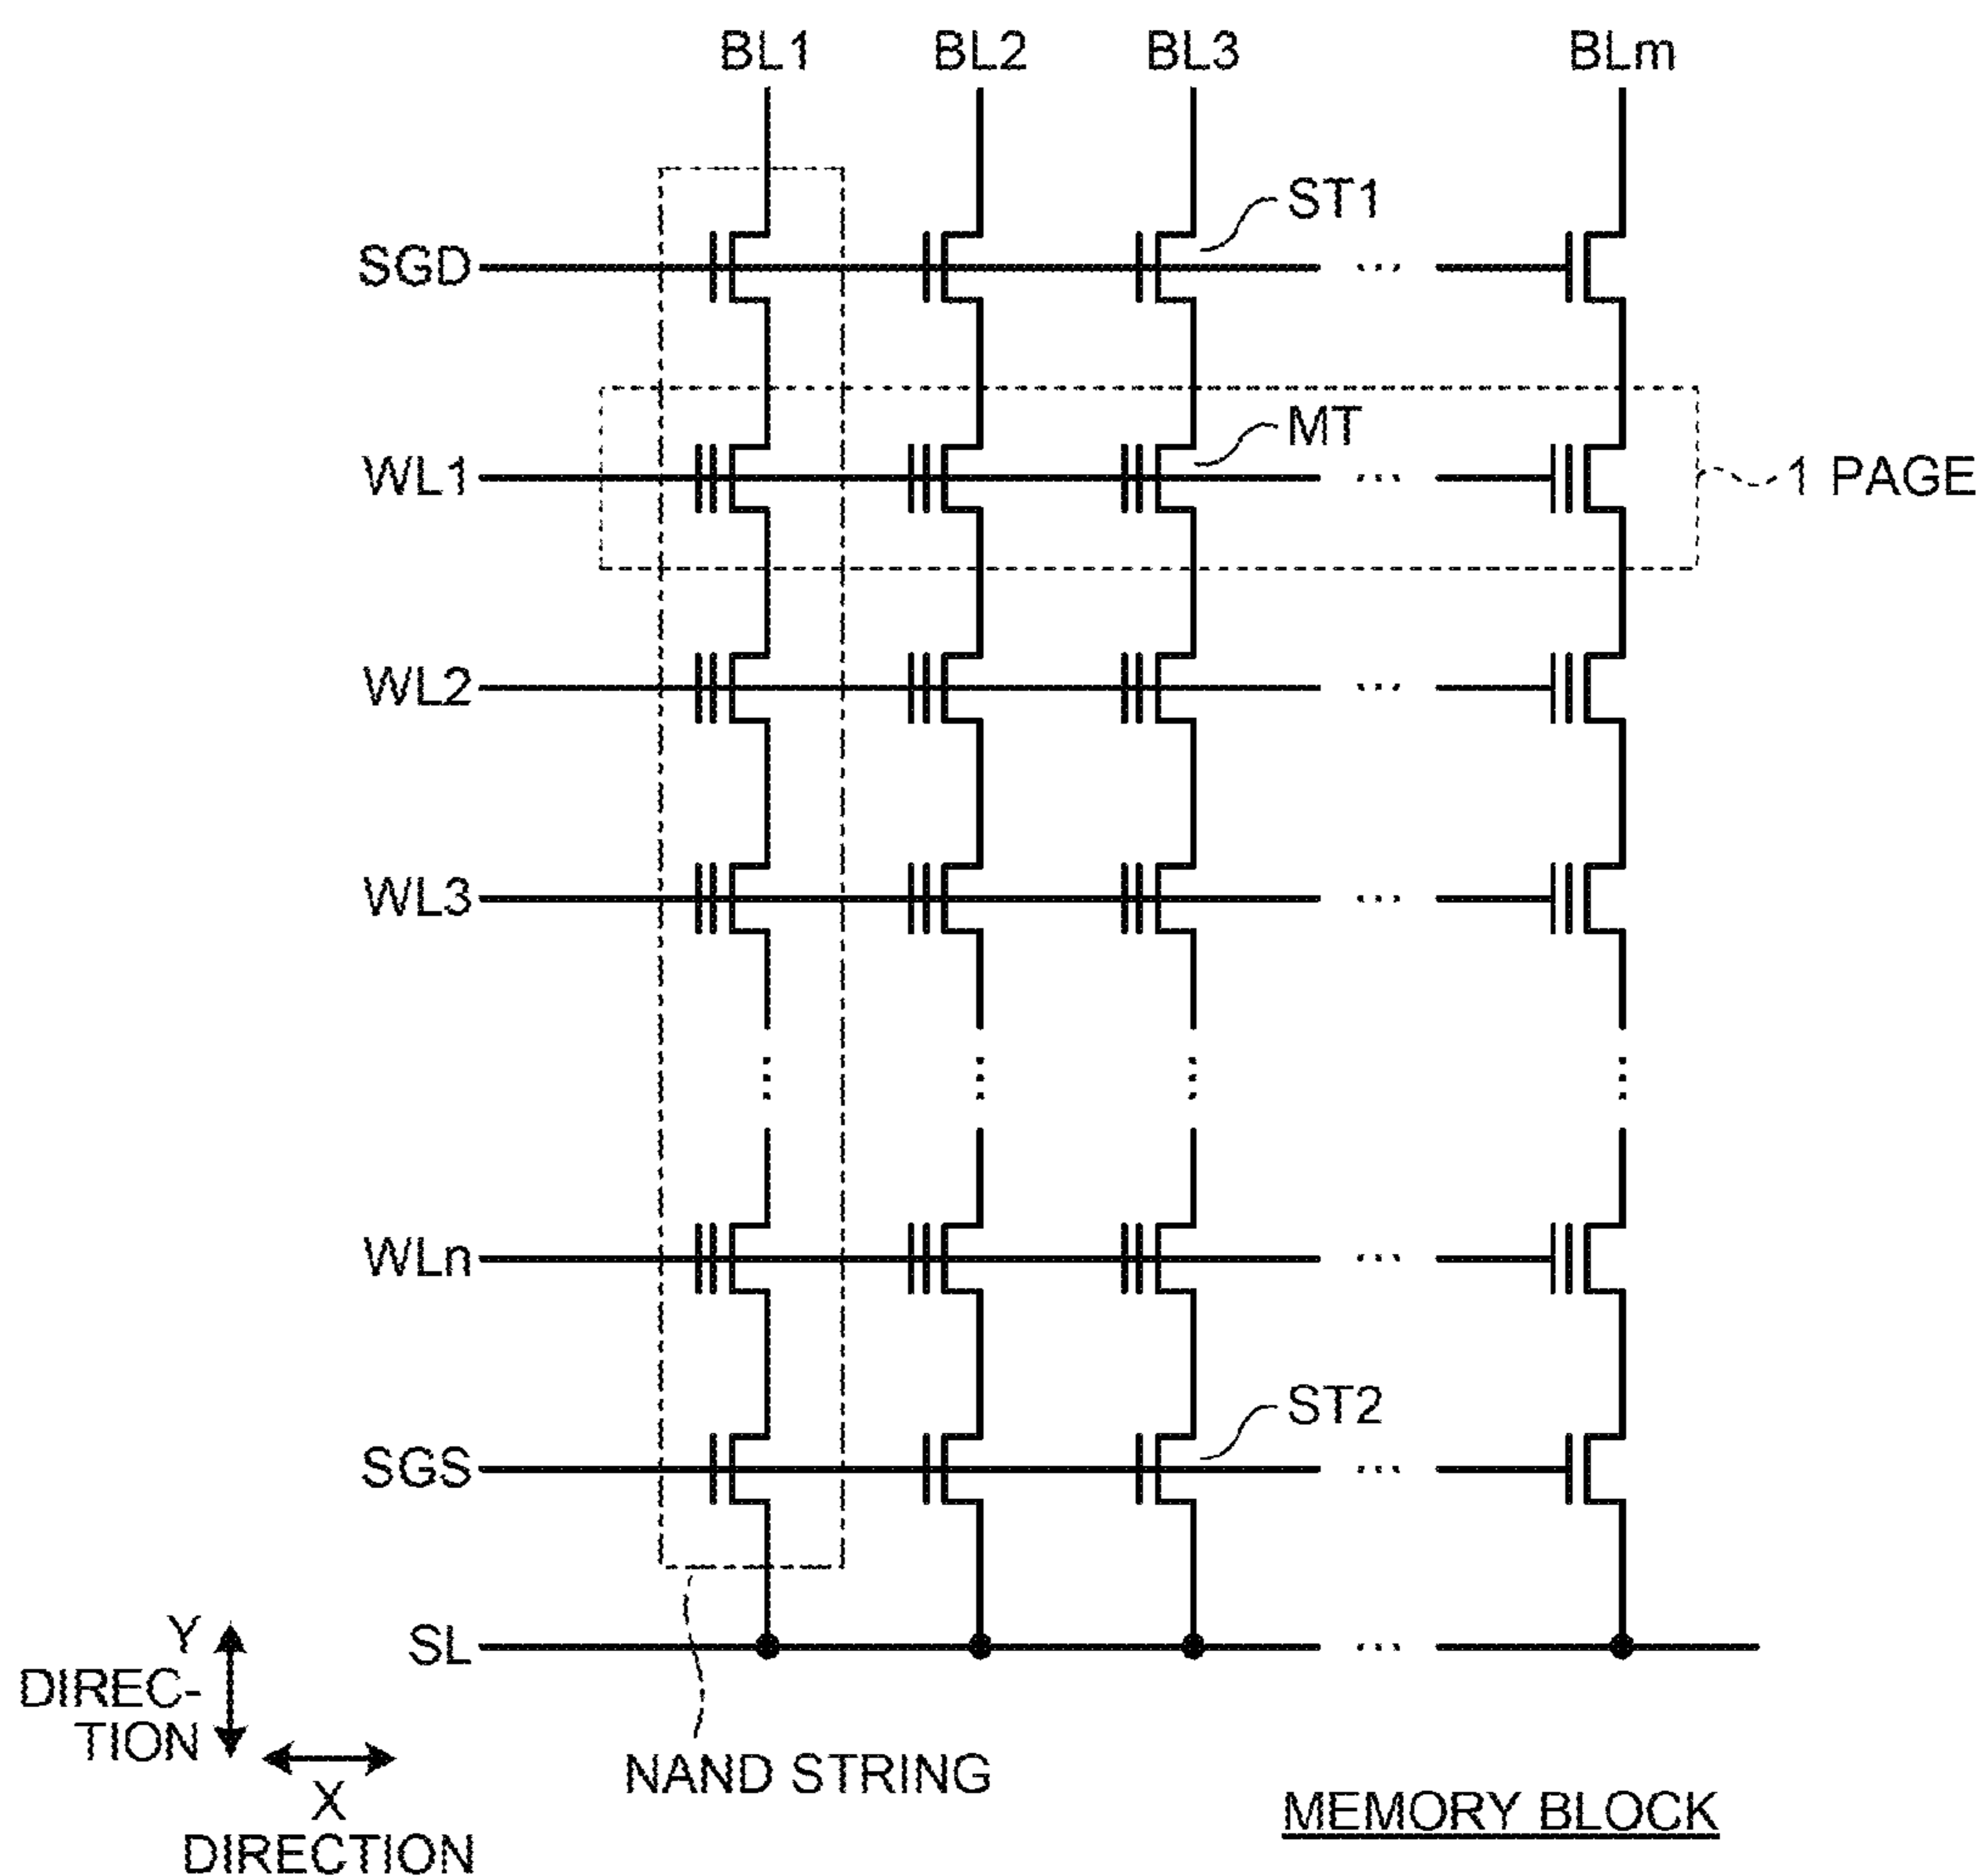 BL1 BL2 BL3 BLm
ST1
SGD
MT
WL1
1 PAGE
WL2
WL3
WLn
ST2
SGS
SL
Y
DIREC-
TION
X
DIRECTION
NAND STRING
MEMORY BLOCK